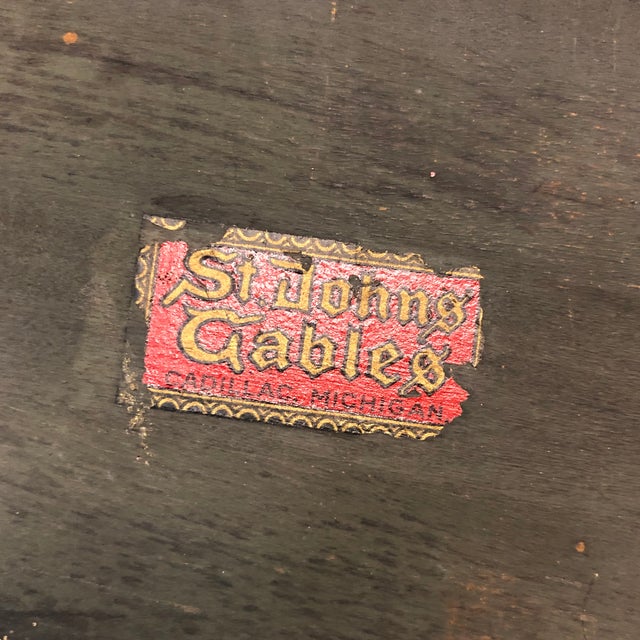 St. Johns
Tables
CADILLAC, MICHIGAN